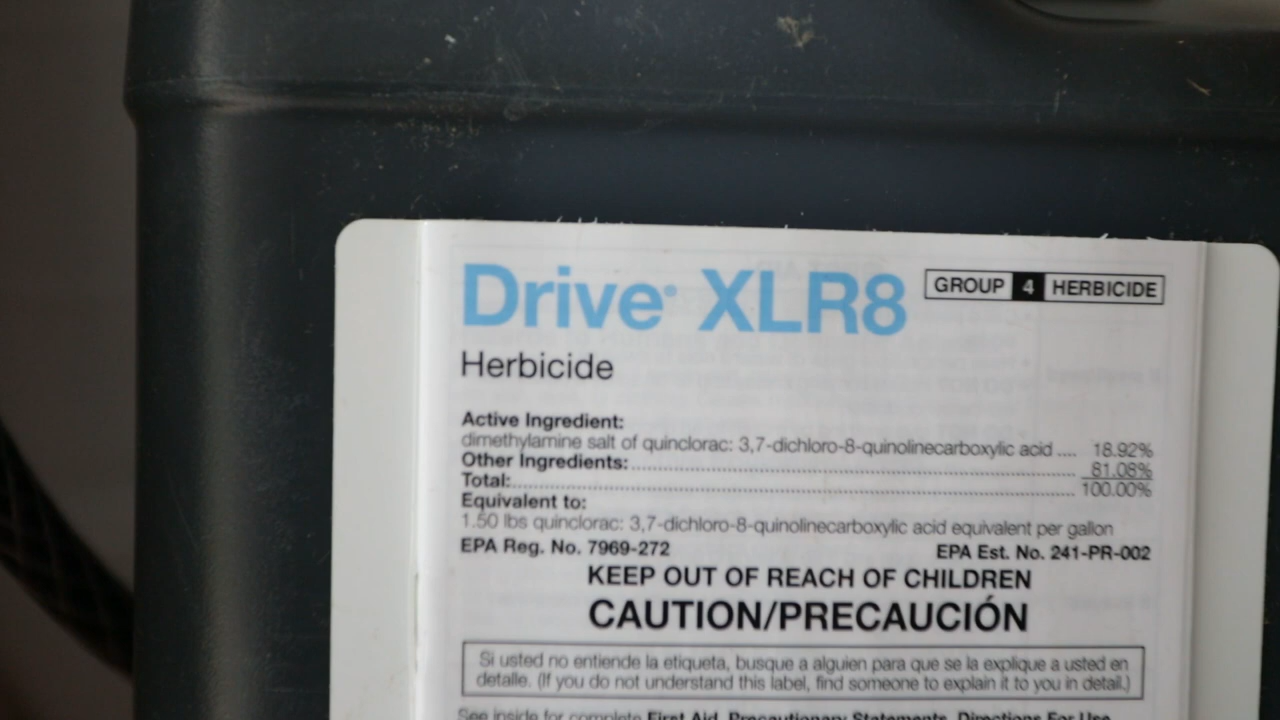 Drive® XLR8
GROUP 4 HERBICIDE
Herbicide
Active Ingredient:
dimethylamine salt of quinclorac: 3,7-dichloro-8-quinolinecarboxylic acid .... 18.92%
Other Ingredients:.......................................................................... 81.08%
Total:.......................................................................................... 100.00%
Equivalent to:
1.50 lbs quinclorac: 3,7-dichloro-8-quinolinecarboxylic acid equivalent per gallon
EPA Reg. No. 7969-272 EPA Est. No. 241-PR-002
KEEP OUT OF REACH OF CHILDREN
CAUTION/PRECAUCIÓN
Si usted no entiende la etiqueta, busque a alguien para que se la explique a usted en
detalle. (If you do not understand this label, find someone to explain it to you in detail.)
See inside for complete First Aid, Precautionary Statements, Directions For Use,